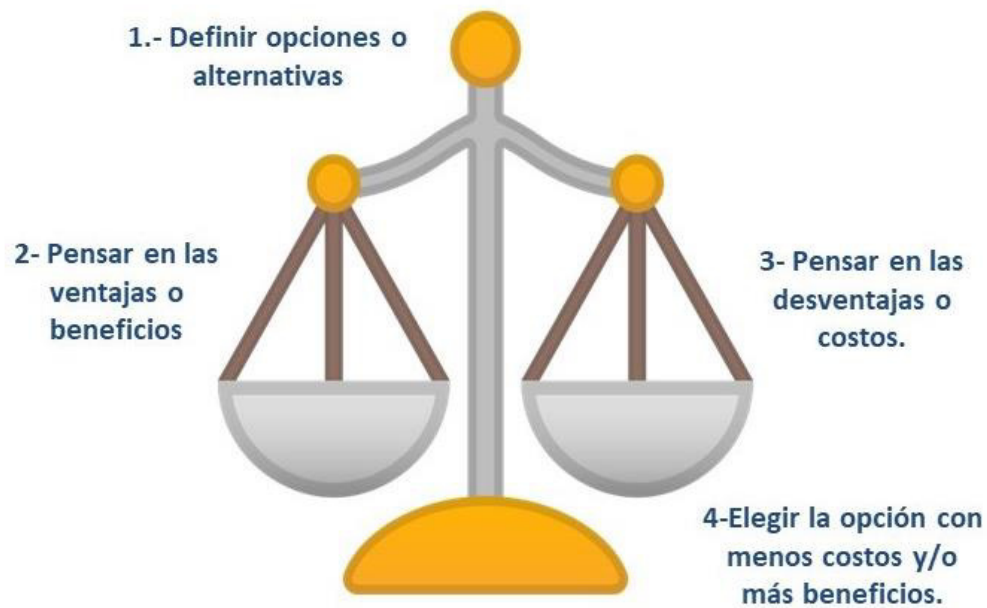 1.- Definir opciones o
alternativas
2- Pensar en las
ventajas o
beneficios
3- Pensar en las
desventajas o
costos.
4-Elegir la opción con
menos costos y/o
más beneficios.